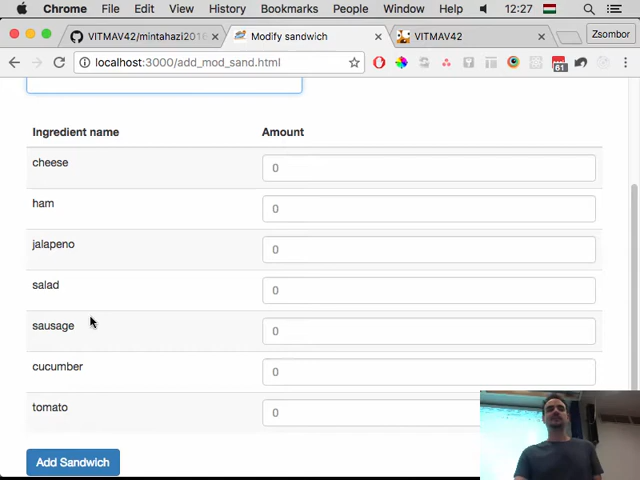 Chrome File Edit View History Bookmarks People Window Help 12:27
VITMAV42/mintahazi2016 Modify sandwich VITMAV42 Zsombor
localhost:3000/add_mod_sand.html 61
Ingredient name Amount
cheese 0
ham 0
jalapeno 0
salad 0
sausage 0
cucumber 0
tomato 0
Add Sandwich